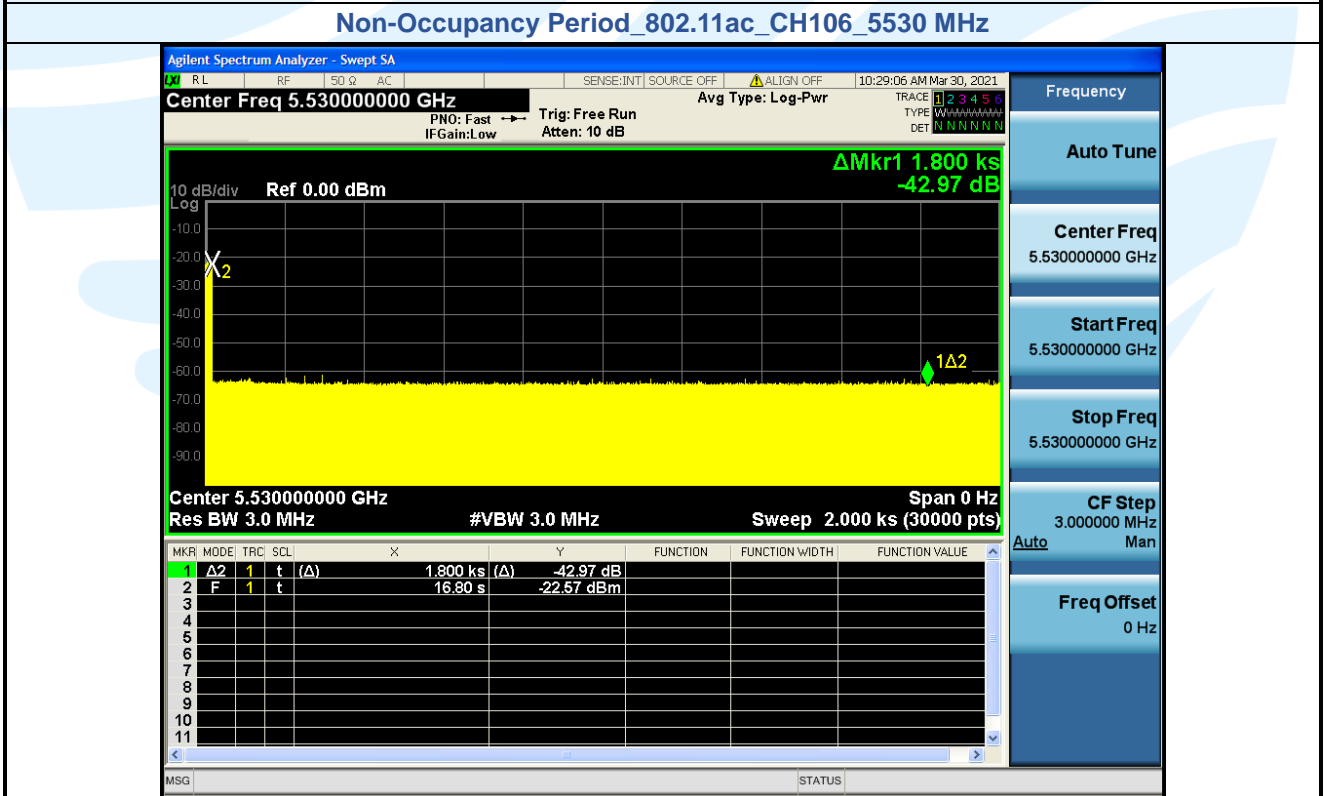 Non-Occupancy Period_802.11ac_CH106_5530 MHz
Agilent Spectrum Analyzer - Swept SA
LXI RL RF 50 Ω AC SENSE:INT SOURCE OFF ALIGN OFF 10:29:06 AM Mar 30, 2021
Center Freq 5.530000000 GHz
PNO: Fast
IFGain:Low
Trig: Free Run
Atten: 10 dB
Avg Type: Log-Pwr
TRACE 1 2 3 4 5 6
TYPE WWWWWW
DET N N N N N N
ΔMkr1 1.800 ks
-42.97 dB
10 dB/div Ref 0.00 dBm
Log
-10.0
-20.0
-30.0
-40.0
-50.0
-60.0
-70.0
-80.0
-90.0
2
1Δ2
Center 5.530000000 GHz Span 0 Hz
Res BW 3.0 MHz #VBW 3.0 MHz Sweep 2.000 ks (30000 pts)
MKR MODE TRC SCL X Y FUNCTION FUNCTION WIDTH FUNCTION VALUE
1 Δ2 1 t (Δ) 1.800 ks (Δ) -42.97 dB
2 F 1 t 16.80 s -22.57 dBm
3
4
5
6
7
8
9
10
11
MSG STATUS
Frequency
Auto Tune
Center Freq
5.530000000 GHz
Start Freq
5.530000000 GHz
Stop Freq
5.530000000 GHz
CF Step
3.000000 MHz
Auto Man
Freq Offset
0 Hz